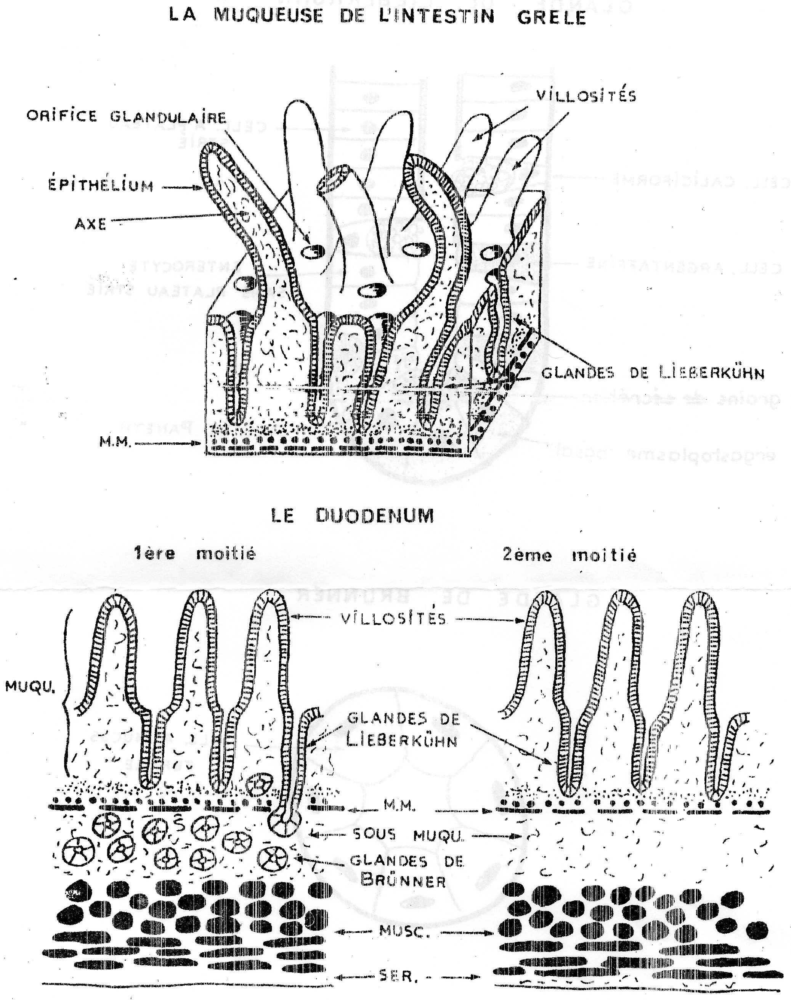 LA MUQUEUSE DE L'INTESTIN GRELE
VILLOSITÉS
ORIFICE GLANDULAIRE
ÉPITHÉLIUM
AXE
GLANDES DE LIEBERKÜHN
M.M.
LE DUODENUM
1ère moitié
2ème moitié
VILLOSITÉS
MUQU.
GLANDES DE
LIEBERKÜHN
M.M.
SOUS MUQU.
GLANDES DE
BRÜNNER
MUSC.
SER.